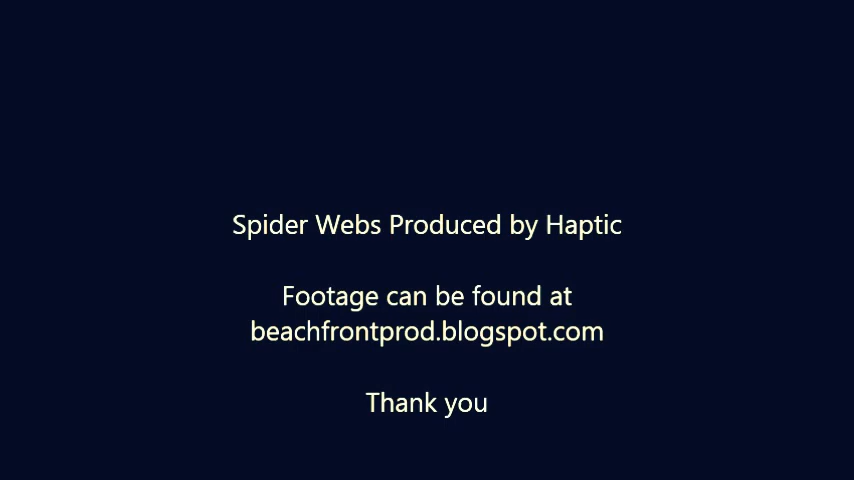 Spider Webs Produced by Haptic
Footage can be found at
beachfrontprod.blogspot.com
Thank you